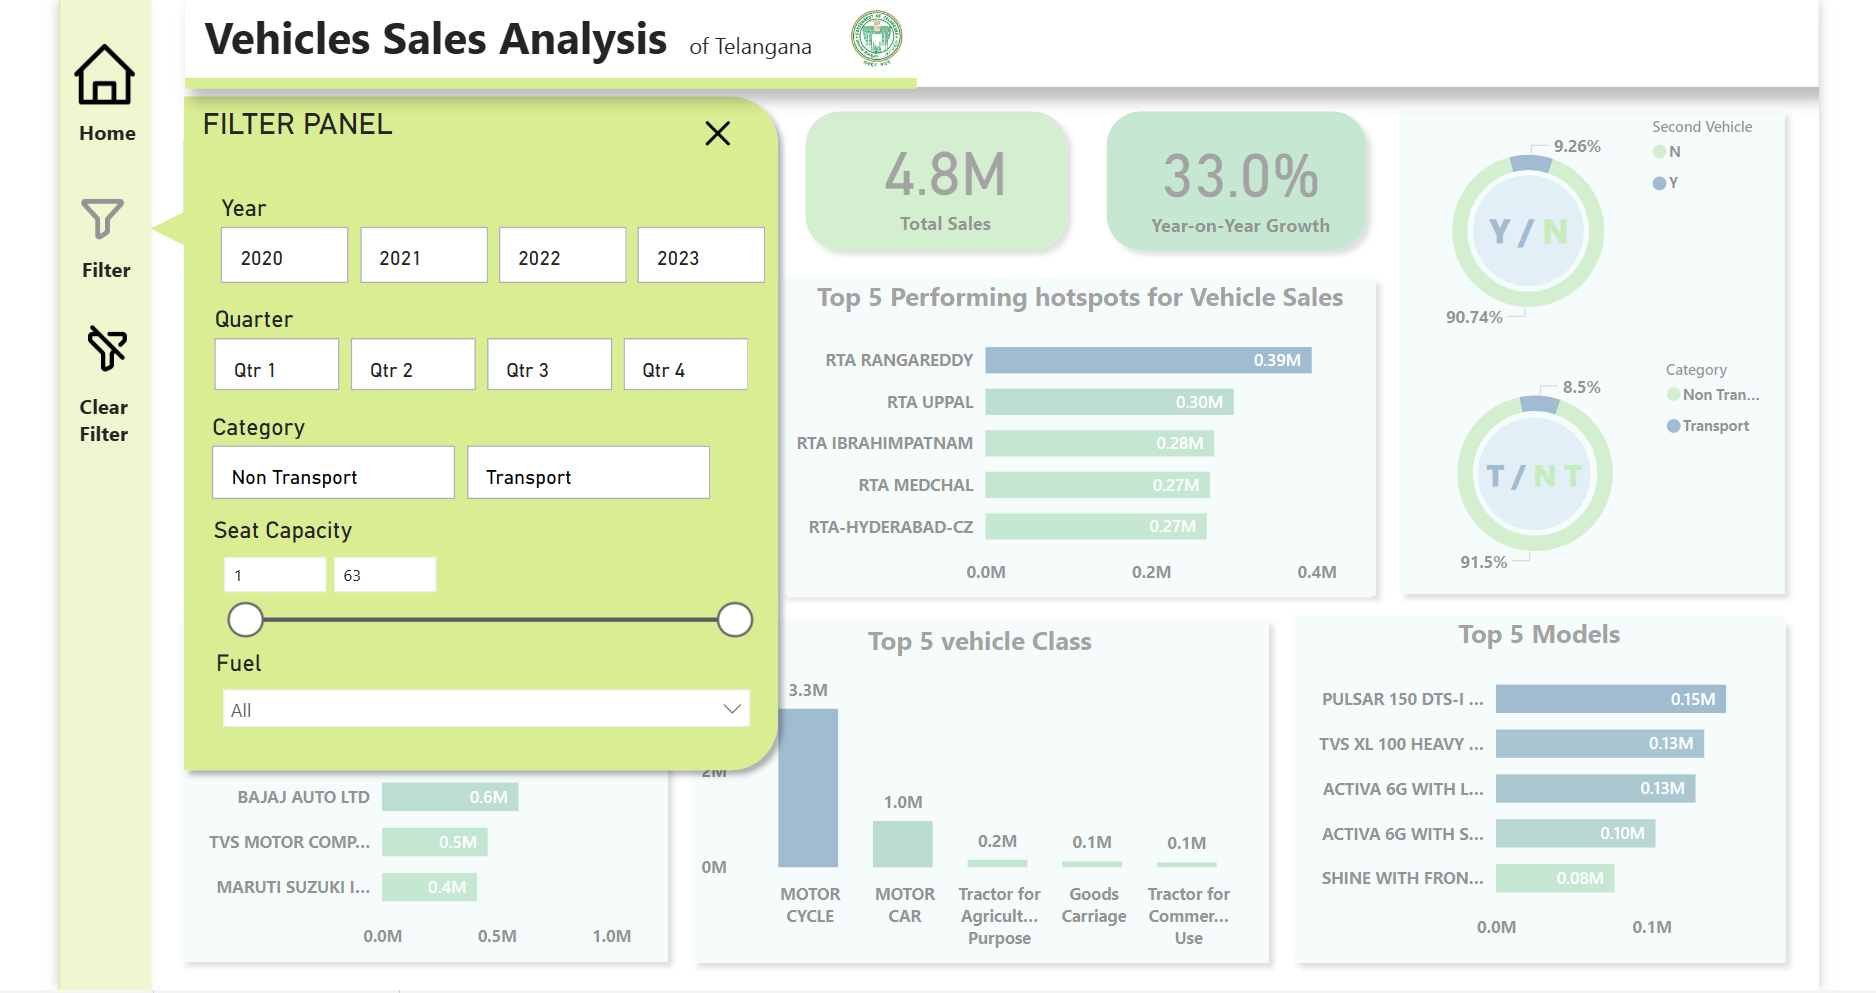 Vehicles Sales Analysis of Telangana
Home
Filter
Clear
Filter
FILTER PANEL
Year
2020 2021 2022 2023
Quarter
Qtr 1 Qtr 2 Qtr 3 Qtr 4
Category
Non Transport Transport
Seat Capacity
1 63
Fuel
All
4.8M
Total Sales
33.0%
Year-on-Year Growth
Second Vehicle
N
Y
9.26%
Y / N
90.74%
Category
Non Tran...
Transport
8.5%
T / N T
91.5%
Top 5 Performing hotspots for Vehicle Sales
RTA RANGAREDDY 0.39M
RTA UPPAL 0.30M
RTA IBRAHIMPATNAM 0.28M
RTA MEDCHAL 0.27M
RTA-HYDERABAD-CZ 0.27M
0.0M 0.2M 0.4M
BAJAJ AUTO LTD 0.6M
TVS MOTOR COMP... 0.5M
MARUTI SUZUKI I... 0.4M
0.0M 0.5M 1.0M
Top 5 vehicle Class
2M
0M
3.3M
1.0M
0.2M
0.1M
0.1M
MOTOR
CYCLE
MOTOR
CAR
Tractor for
Agricult...
Purpose
Goods
Carriage
Tractor for
Commer...
Use
Top 5 Models
PULSAR 150 DTS-I ... 0.15M
TVS XL 100 HEAVY ... 0.13M
ACTIVA 6G WITH L... 0.13M
ACTIVA 6G WITH S... 0.10M
SHINE WITH FRON... 0.08M
0.0M 0.1M